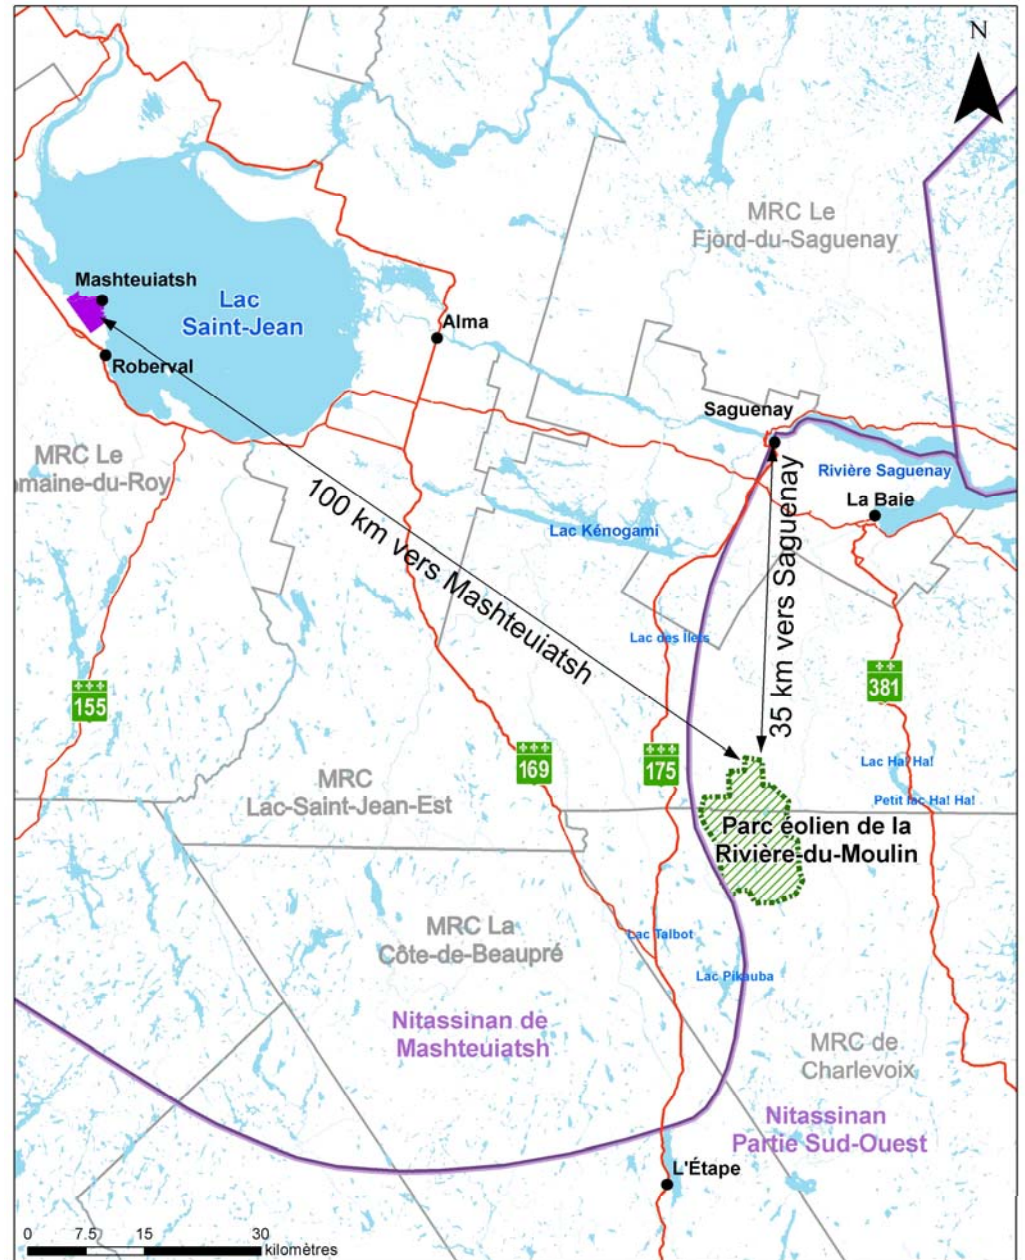 N
MRC Le
Fjord-du-Saguenay
Mashteuiatsh
Lac
Saint-Jean
Alma
Roberval
Saguenay
MRC Le
maine-du-Roy
Rivière Saguenay
La Baie
Lac Kénogami
100 km vers Mashteuiatsh
35 km vers Saguenay
Lac des Îlets
155
381
169
175
Lac Ha! Ha!
Petit lac Ha! Ha!
MRC
Lac-Saint-Jean-Est
Parc éolien de la
Rivière-du-Moulin
MRC La
Côte-de-Beaupré
Lac Talbot
Lac Pikauba
Nitassinan de
Mashteuiatsh
MRC de
Charlevoix
Nitassinan
Partie Sud-Ouest
L'Étape
0 7.5 15 30
kilomètres